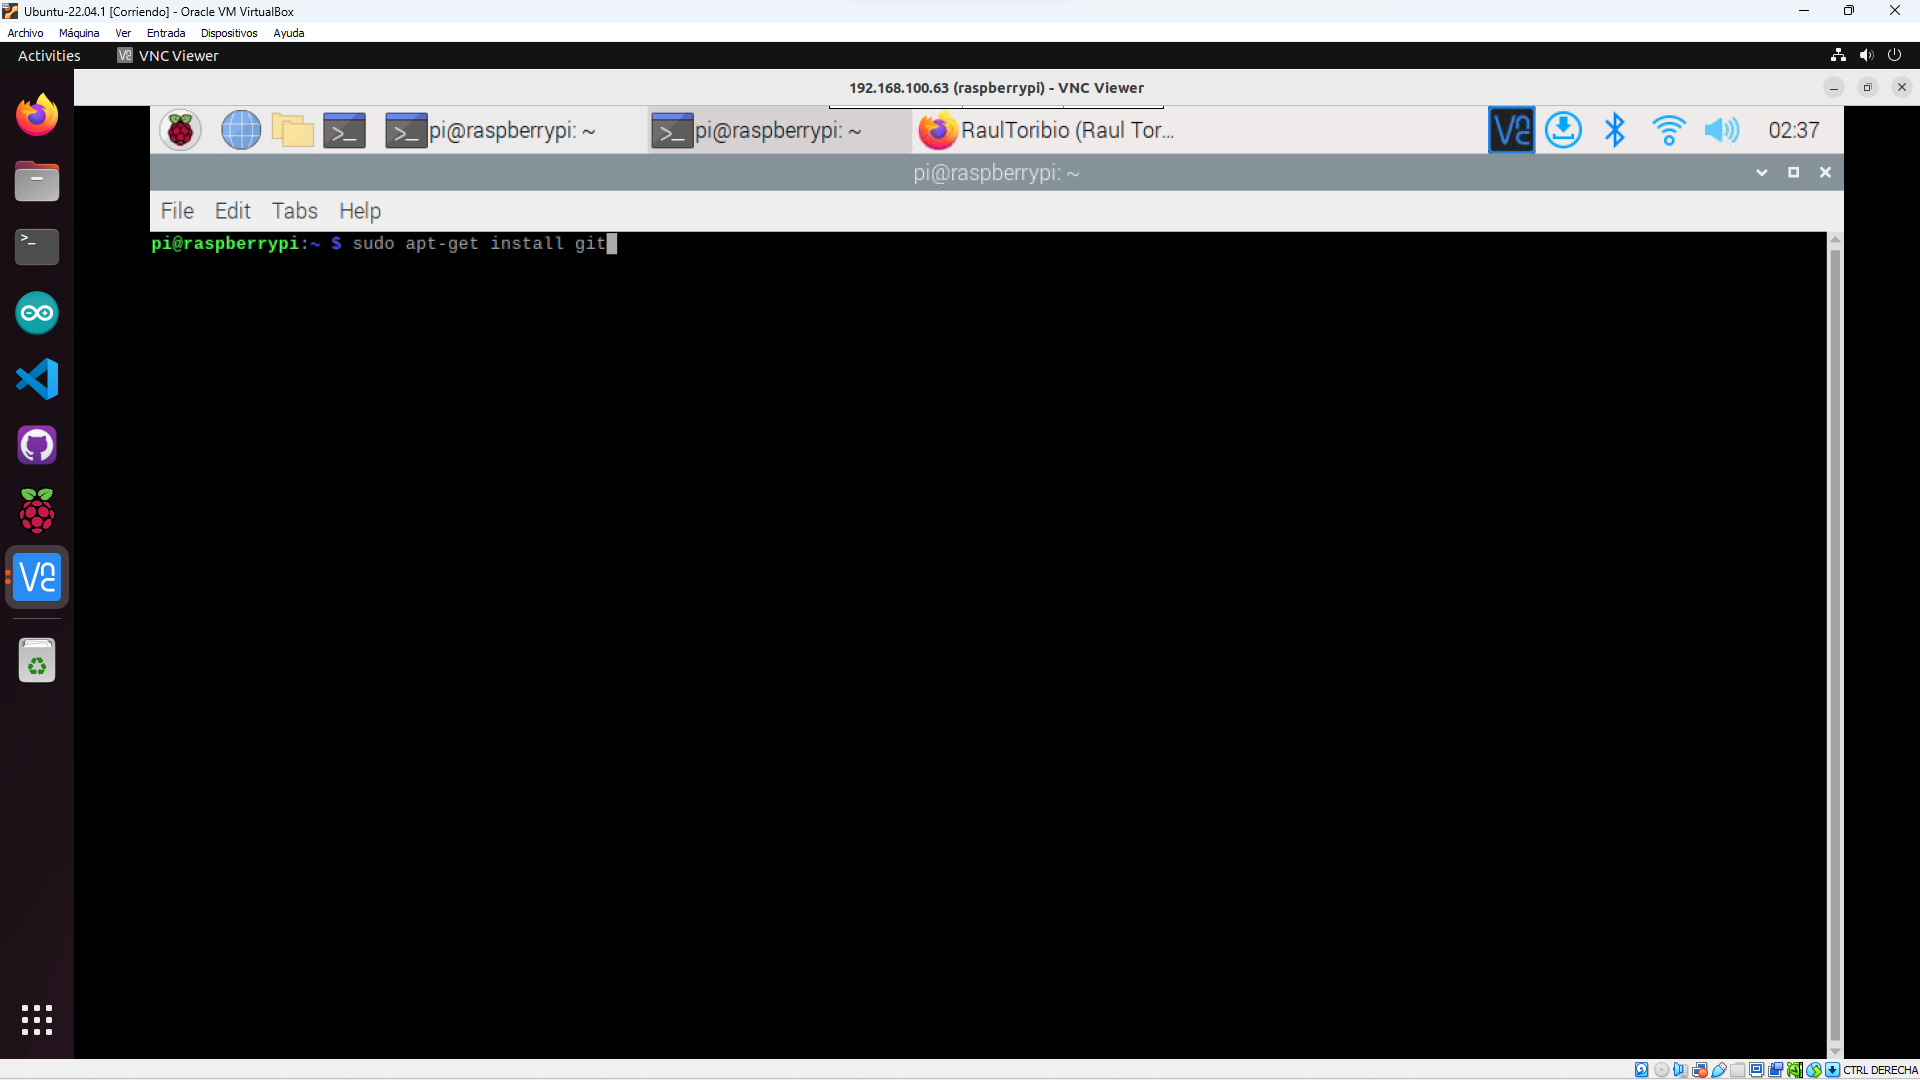 Ubuntu-22.04.1 [Corriendo] - Oracle VM VirtualBox
Archivo Máquina Ver Entrada Dispositivos Ayuda
Activities VNC Viewer
192.168.100.63 (raspberrypi) - VNC Viewer
pi@raspberrypi: ~ pi@raspberrypi: ~ RaulToribio (Raul Tor... 02:37
pi@raspberrypi: ~
File Edit Tabs Help
pi@raspberrypi:~ $ sudo apt-get install git
CTRL DERECHA